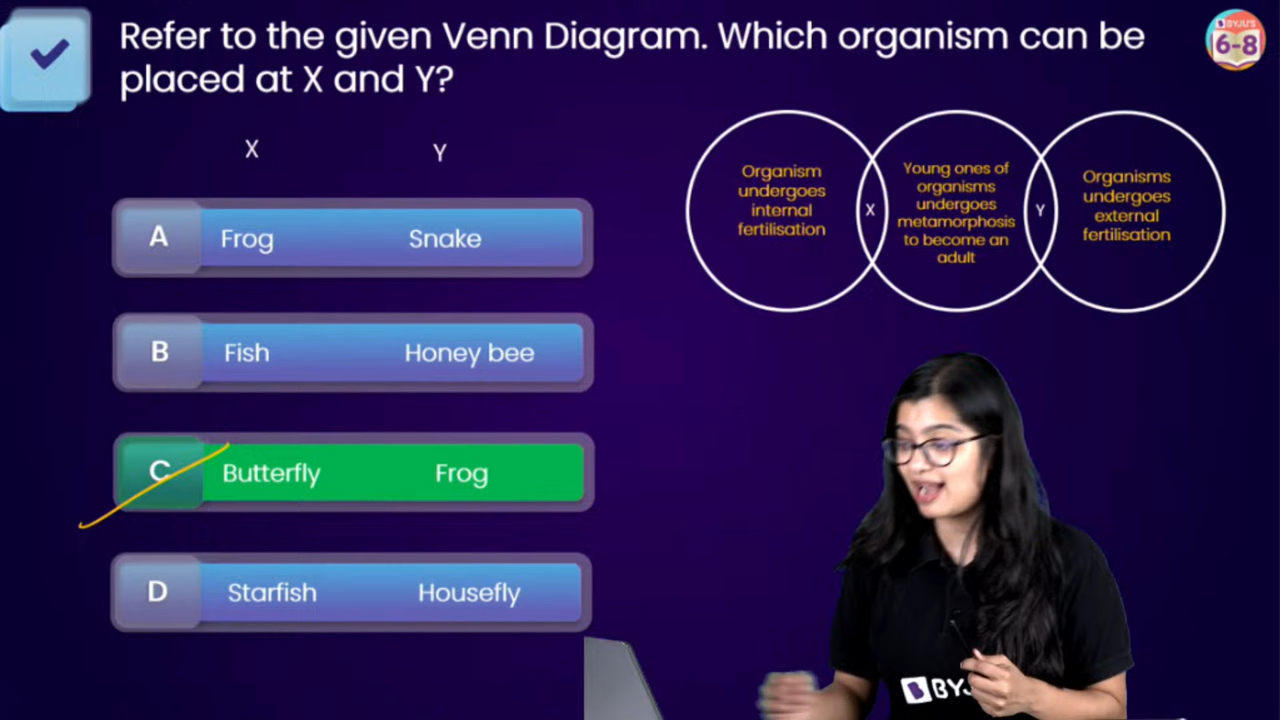 Refer to the given Venn Diagram. Which organism can be
placed at X and Y?
BYJU'S
6-8
X
Y
A
Frog
Snake
B
Fish
Honey bee
C
Butterfly
Frog
D
Starfish
Housefly
Organism
undergoes
internal
fertilisation
X
Young ones of
organisms
undergoes
metamorphosis
to become an
adult
Y
Organisms
undergoes
external
fertilisation